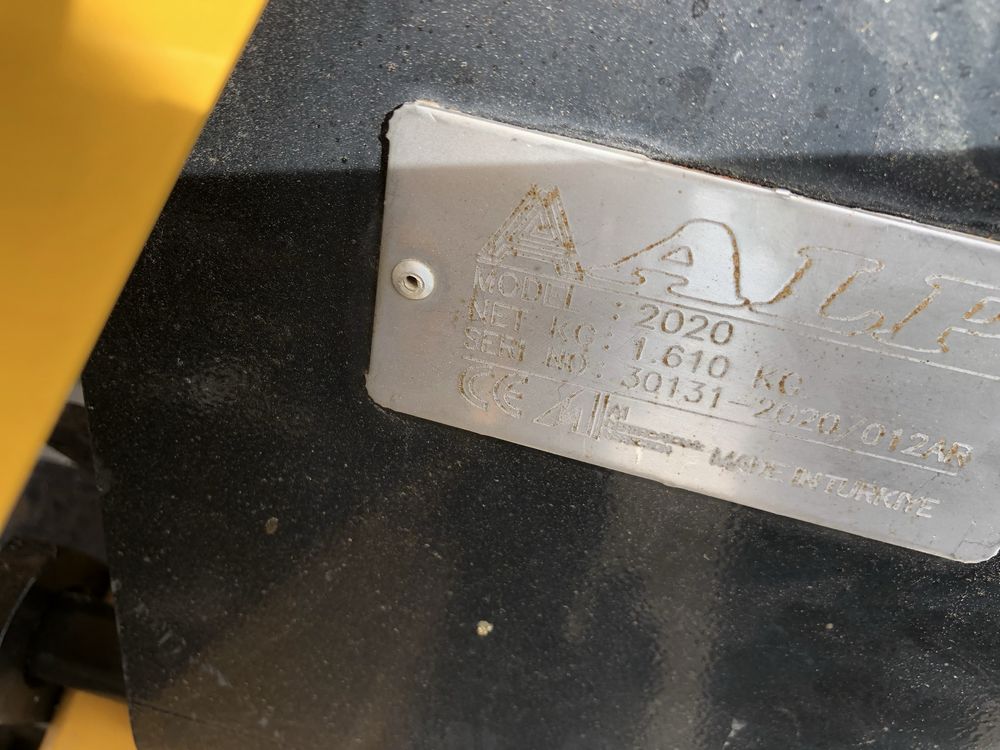 ALP
MODEL : 2020
NET KG : 1.610 KG
SERI NO. 30131-2020/012AR
CE
MADE IN TURKIYE